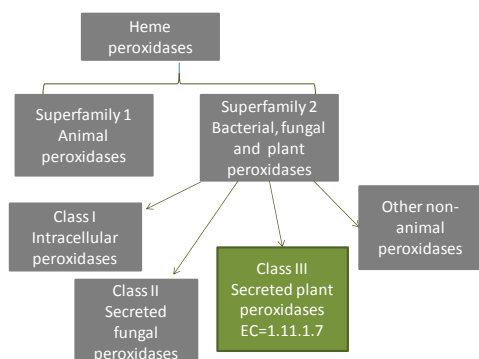 Heme
peroxidases
Superfamily 1
Animal
peroxidases
Superfamily 2
Bacterial, fungal
and plant
peroxidases
Class I
Intracellular
peroxidases
Class II
Secreted
fungal
peroxidases
Class III
Secreted plant
peroxidases
EC=1.11.1.7
Other non-
animal
peroxidases